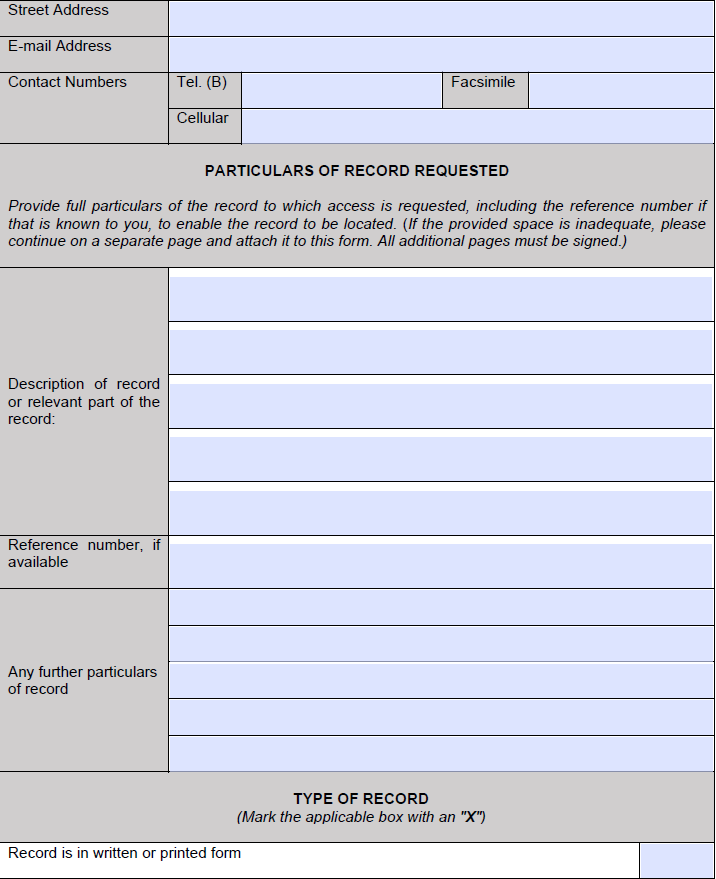 Street Address
E-mail Address
Contact Numbers
Tel. (B)
Facsimile
Cellular
PARTICULARS OF RECORD REQUESTED
Provide full particulars of the record to which access is requested, including the reference number if
that is known to you, to enable the record to be located. (If the provided space is inadequate, please
continue on a separate page and attach it to this form. All additional pages must be signed.)
Description of record
or relevant part of the
record:
Reference number, if
available
Any further particulars
of record
TYPE OF RECORD
(Mark the applicable box with an "X")
Record is in written or printed form